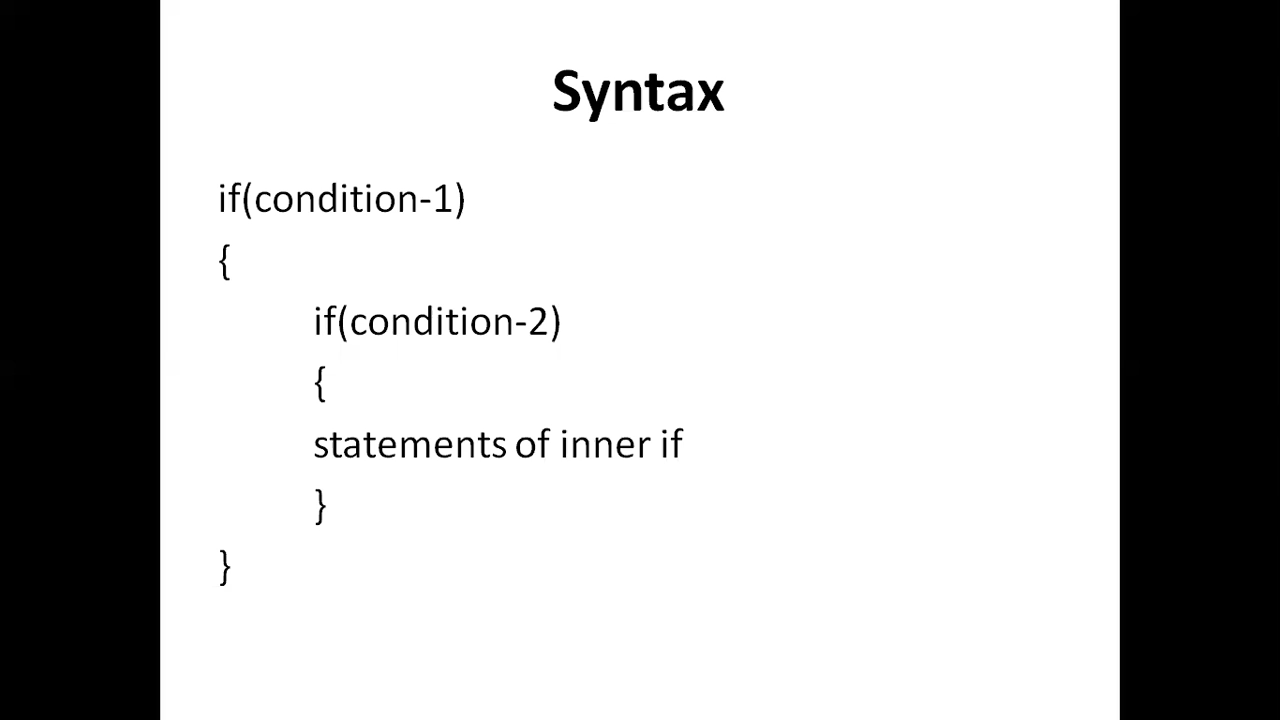 Syntax
if(condition-1)
{
if(condition-2)
{
statements of inner if
}
}